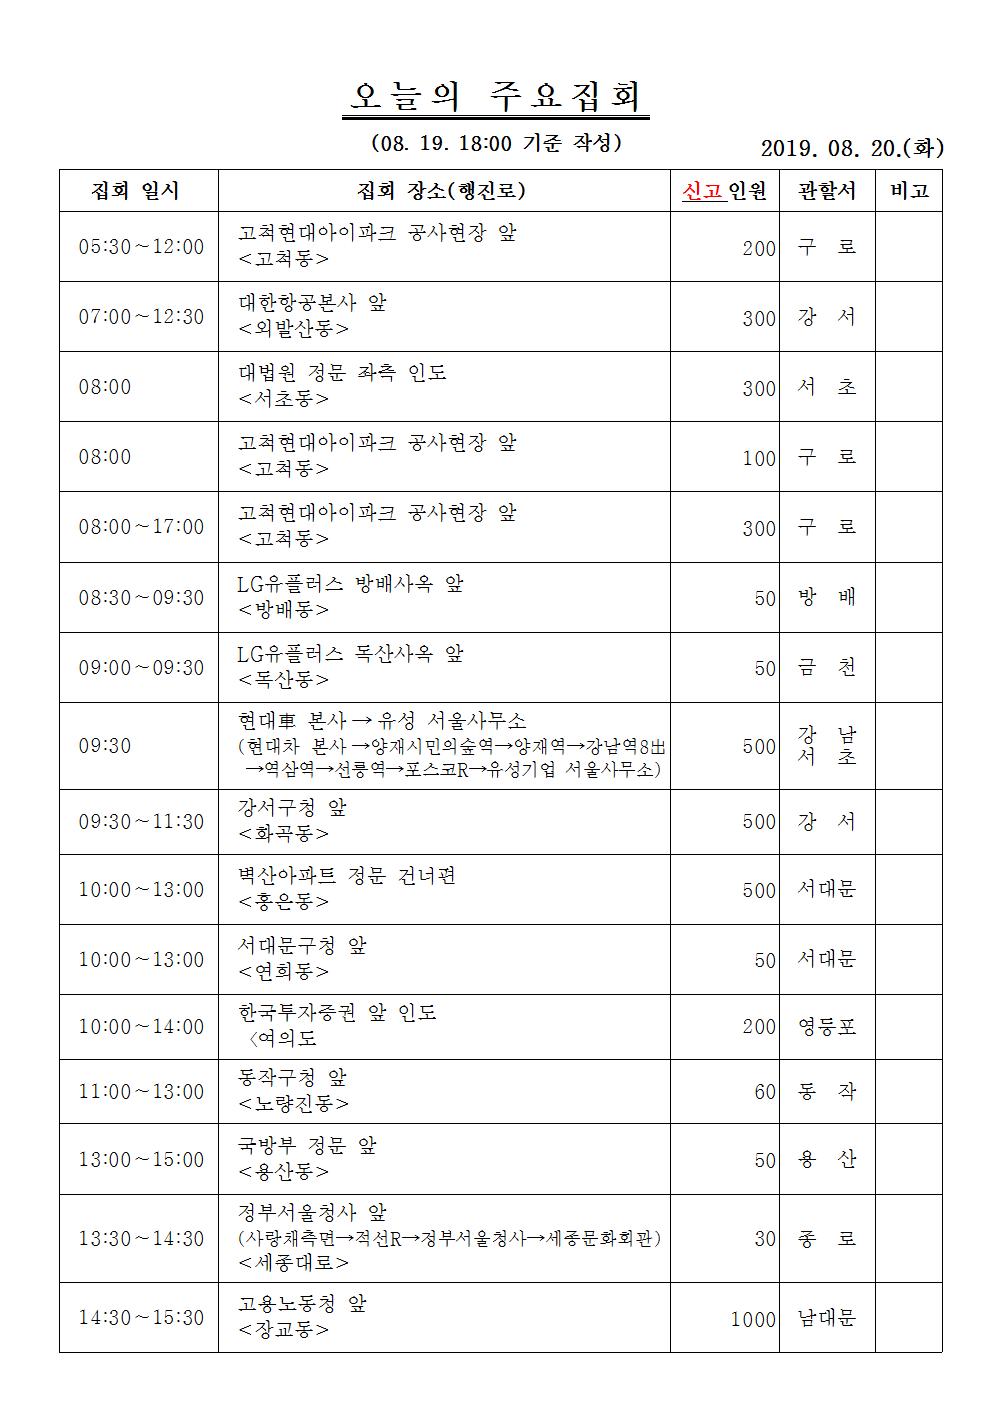 오늘의 주요집회
(08. 19. 18:00 기준 작성)
2019. 08. 20.(화)
집회 일시 집회 장소(행진로) 신고인원 관할서 비고
05:30~12:00 고척현대아이파크 공사현장 앞 200 구 로
<고척동>
07:00~12:30 대한항공본사 앞 300 강 서
<외발산동>
08:00 대법원 정문 좌측 인도 300 서 초
<서초동>
08:00 고척현대아이파크 공사현장 앞 100 구 로
<고척동>
08:00~17:00 고척현대아이파크 공사현장 앞 300 구 로
<고척동>
08:30~09:30 LG유플러스 방배사옥 앞 50 방 배
<방배동>
09:00~09:30 LG유플러스 독산사옥 앞 50 금 천
<독산동>
09:30 현대車 본사→유성 서울사무소 500 강 남
(현대차 본사→양재시민의숲역→양재역→강남역8出 서 초
→역삼역→선릉역→포스코R→유성기업 서울사무소)
09:30~11:30 강서구청 앞 500 강 서
<화곡동>
10:00~13:00 벽산아파트 정문 건너편 500 서대문
<홍은동>
10:00~13:00 서대문구청 앞 50 서대문
<연희동>
10:00~14:00 한국투자증권 앞 인도 200 영등포
〈여의도
11:00~13:00 동작구청 앞 60 동 작
<노량진동>
13:00~15:00 국방부 정문 앞 50 용 산
<용산동>
13:30~14:30 정부서울청사 앞 30 종 로
(사랑채측면→적선R→정부서울청사→세종문화회관)
<세종대로>
14:30~15:30 고용노동청 앞 1000 남대문
<장교동>